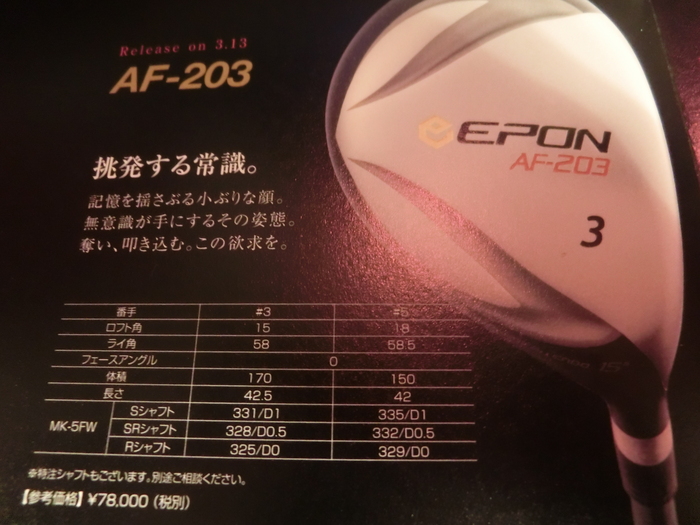 Release on 3.13
AF-203
EPON
AF-203
3
挑発する常識。
記憶を揺さぶる小ぶりな顔。
無意識が手にするその姿態。
奪い、叩き込む。この欲求を。
番手 #3 #5
ロフト角 15 18
ライ角 58 58.5
フェースアングル 0
体積 170 150
長さ 42.5 42
MK-5FW Sシャフト 331/D1 335/D1
SRシャフト 328/D0.5 332/D0.5
Rシャフト 325/D0 329/D0
※特注シャフトもございます。別途ご相談ください。
【参考価格】¥78,000(税別)
15°